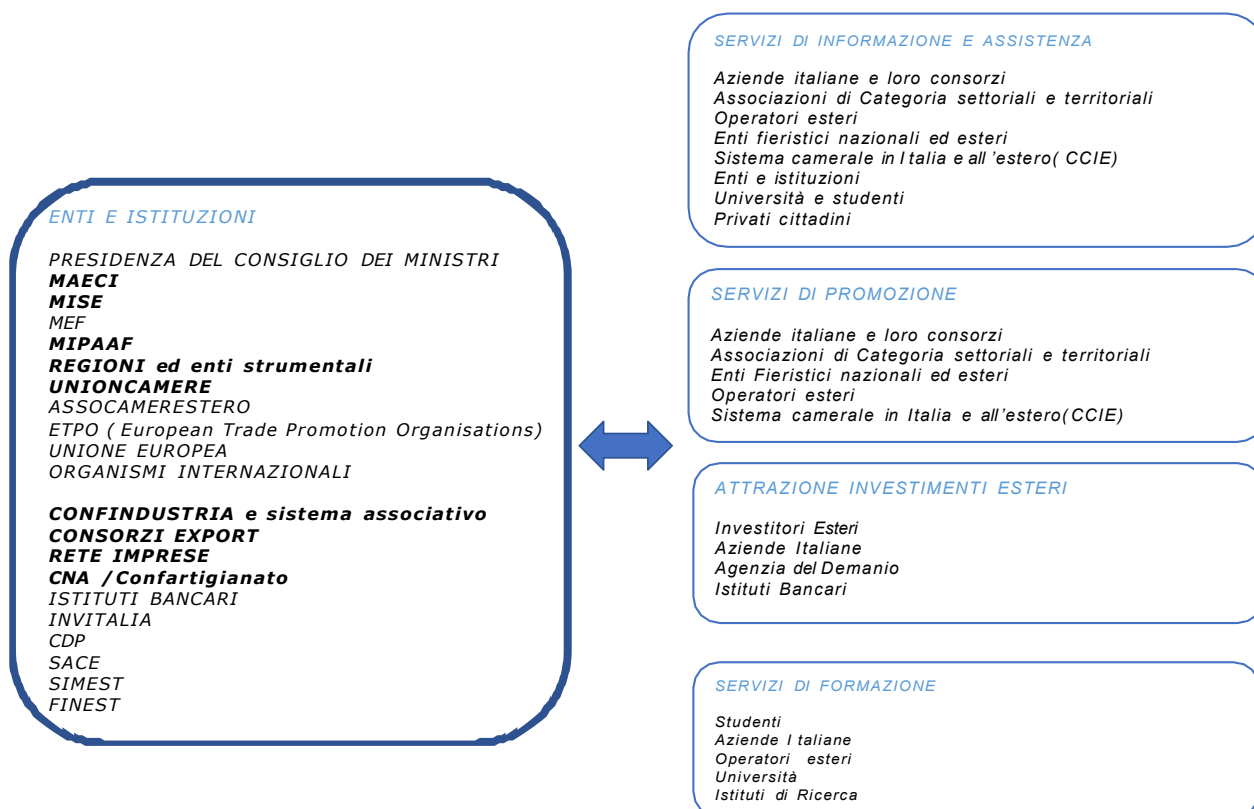 ENTI E ISTITUZIONI
PRESIDENZA DEL CONSIGLIO DEI MINISTRI
MAECI
MISE
MEF
MIPAAF
REGIONI ed enti strumentali
UNIONCAMERE
ASSOCAMERESTERO
ETPO ( European Trade Promotion Organisations)
UNIONE EUROPEA
ORGANISMI INTERNAZIONALI
CONFINDUSTRIA e sistema associativo
CONSORZI EXPORT
RETE IMPRESE
CNA /Confartigianato
ISTITUTI BANCARI
INVITALIA
CDP
SACE
SIMEST
FINEST
SERVIZI DI INFORMAZIONE E ASSISTENZA
Aziende italiane e loro consorzi
Associazioni di Categoria settoriali e territoriali
Operatori esteri
Enti fieristici nazionali ed esteri
Sistema camerale in I talia e all 'estero( CCIE)
Enti e istituzioni
Università e studenti
Privati cittadini
SERVIZI DI PROMOZIONE
Aziende italiane e loro consorzi
Associazioni di Categoria settoriali e territoriali
Enti Fieristici nazionali ed esteri
Operatori esteri
Sistema camerale in Italia e all'estero(CCIE)
ATTRAZIONE INVESTIMENTI ESTERI
Investitori Esteri
Aziende Italiane
Agenzia del Demanio
Istituti Bancari
SERVIZI DI FORMAZIONE
Studenti
Aziende I taliane
Operatori esteri
Università
Istituti di Ricerca